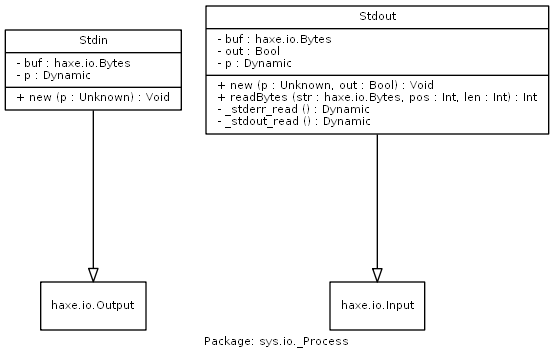 Stdin
- buf : haxe.io.Bytes
- p : Dynamic
+ new (p : Unknown) : Void
Stdout
- buf : haxe.io.Bytes
- out : Bool
- p : Dynamic
+ new (p : Unknown, out : Bool) : Void
+ readBytes (str : haxe.io.Bytes, pos : Int, len : Int) : Int
- _stderr_read () : Dynamic
- _stdout_read () : Dynamic
haxe.io.Output
haxe.io.Input
Package: sys.io._Process